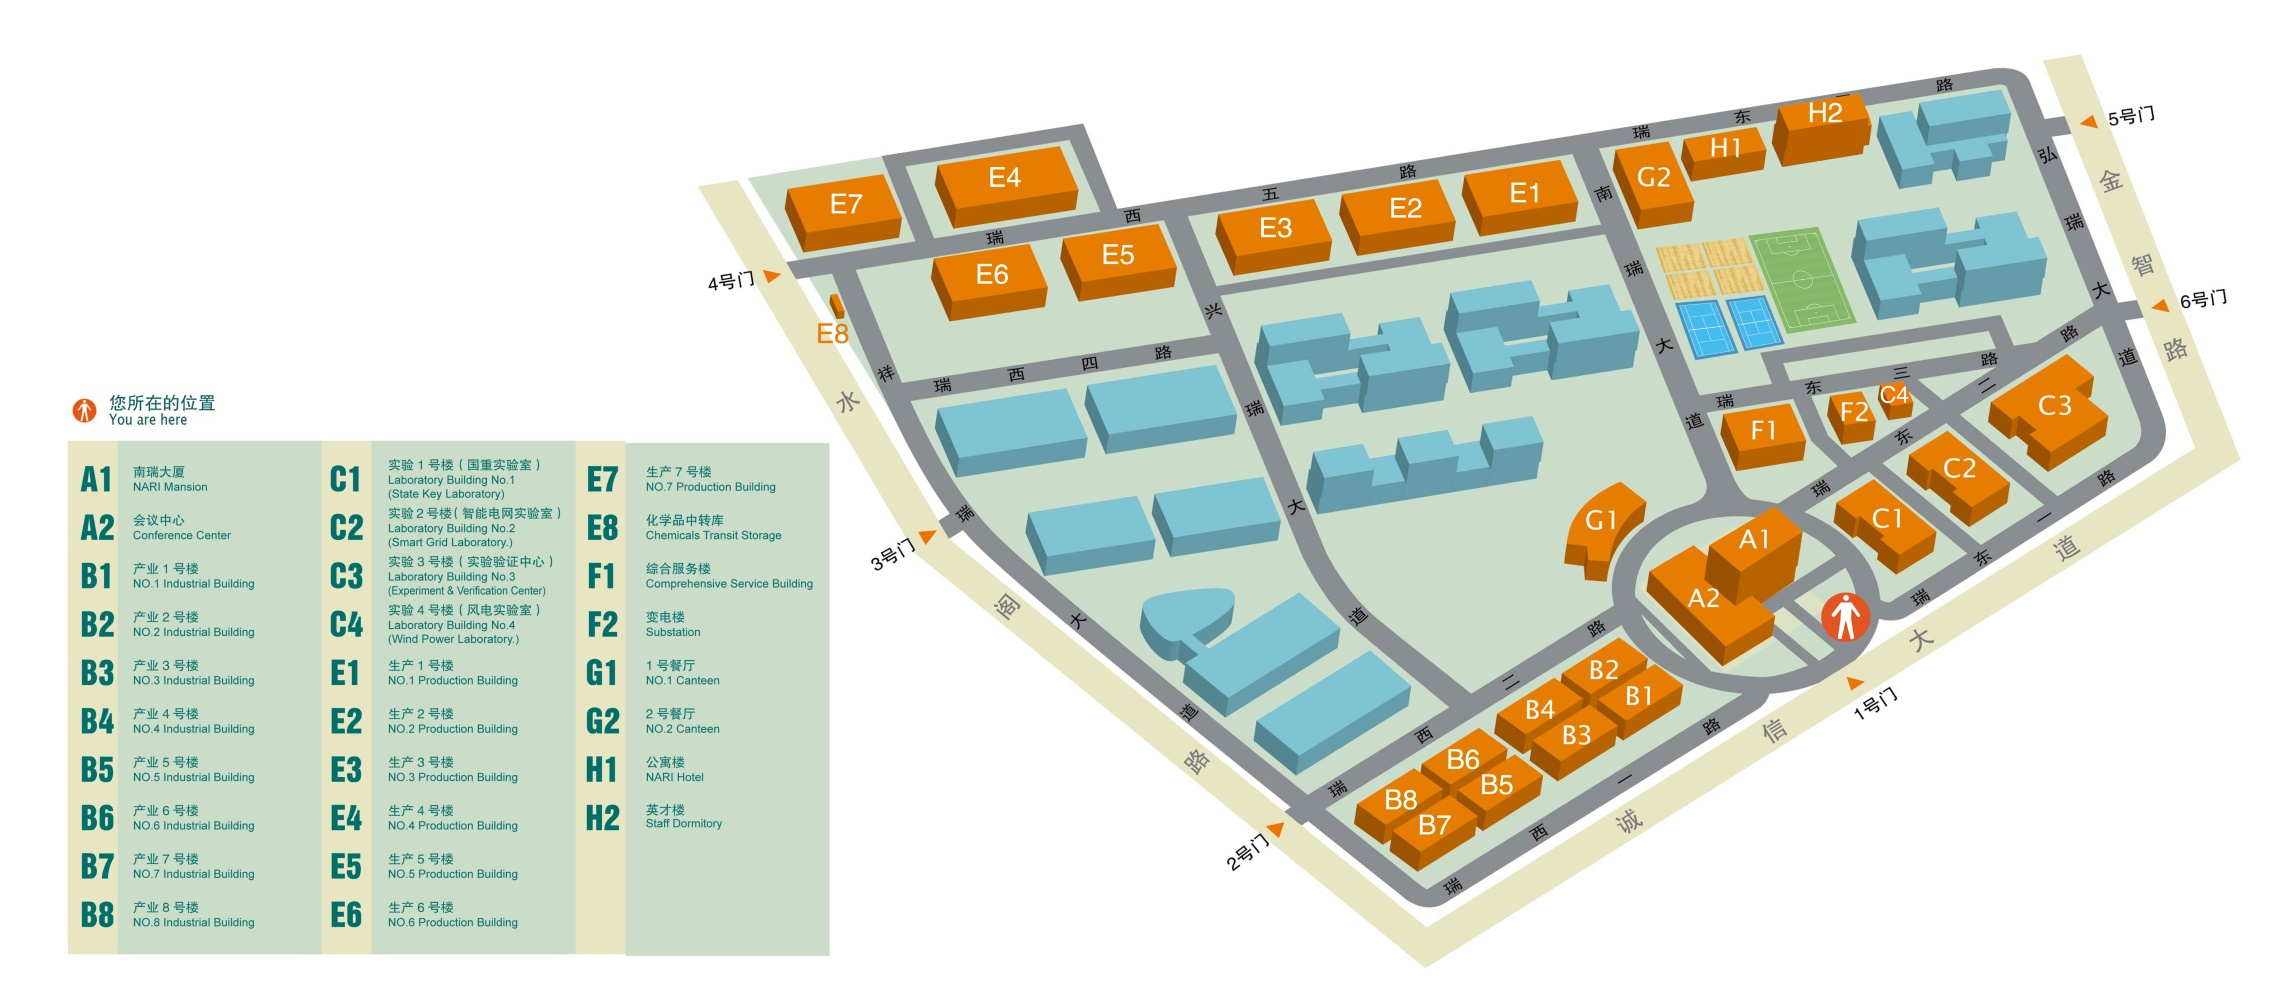 您所在的位置
You are here
A1
南瑞大厦
NARI Mansion
A2
会议中心
Conference Center
B1
产业 1 号楼
NO.1 Industrial Building
B2
产业 2 号楼
NO.2 Industrial Building
B3
产业 3 号楼
NO.3 Industrial Building
B4
产业 4 号楼
NO.4 Industrial Building
B5
产业 5 号楼
NO.5 Industrial Building
B6
产业 6 号楼
NO.6 Industrial Building
B7
产业 7 号楼
NO.7 Industrial Building
B8
产业 8 号楼
NO.8 Industrial Building
C1
实验 1 号楼（国重实验室）
Laboratory Building No.1
(State Key Laboratory)
C2
实验 2 号楼（智能电网实验室）
Laboratory Building No.2
(Smart Grid Laboratory.)
C3
实验 3 号楼（实验验证中心）
Laboratory Building No.3
(Experiment & Verification Center)
C4
实验 4 号楼（风电实验室）
Laboratory Building No.4
(Wind Power Laboratory.)
E1
生产 1 号楼
NO.1 Production Building
E2
生产 2 号楼
NO.2 Production Building
E3
生产 3 号楼
NO.3 Production Building
E4
生产 4 号楼
NO.4 Production Building
E5
生产 5 号楼
NO.5 Production Building
E6
生产 6 号楼
NO.6 Production Building
E7
生产 7 号楼
NO.7 Production Building
E8
化学品中转库
Chemicals Transit Storage
F1
综合服务楼
Comprehensive Service Building
F2
变电楼
Substation
G1
1 号餐厅
NO.1 Canteen
G2
2 号餐厅
NO.2 Canteen
H1
公寓楼
NARI Hotel
H2
英才楼
Staff Dormitory
E7
E4
E6
E5
E8
E3
E2
E1
G2
H1
H2
F1
F2
C4
C3
C2
C1
G1
A1
A2
B2
B1
B4
B3
B6
B5
B8
B7
4号门
3号门
2号门
1号门
5号门
6号门
瑞西五路
瑞东路
瑞西四路
瑞东三路
瑞东二路
瑞西二路
瑞东一路
瑞西一路
祥瑞大道
兴瑞大道
南瑞大道
弘瑞大道
水阁路
诚信大道
金智路